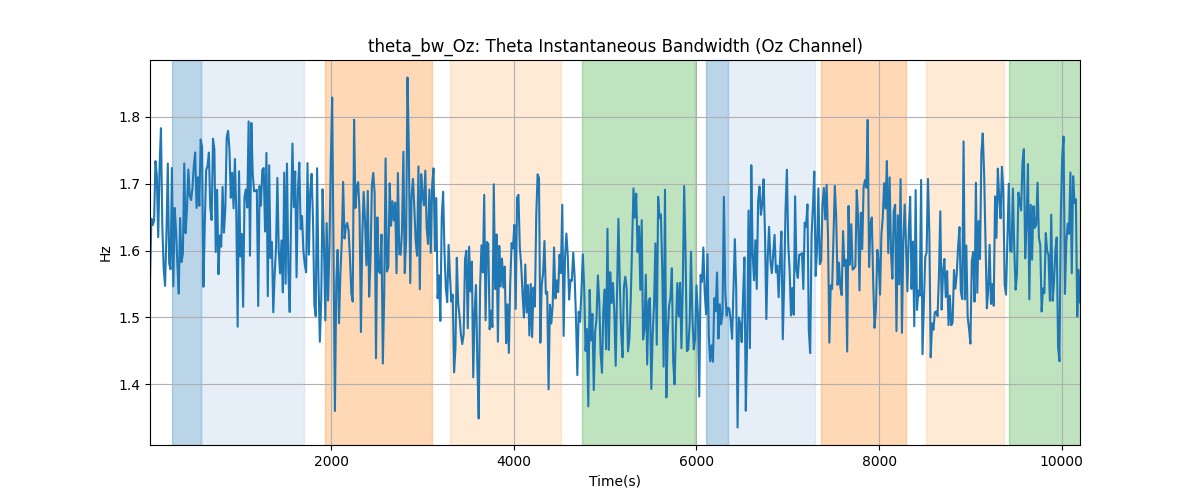 theta_bw_Oz: Theta Instantaneous Bandwidth (Oz Channel)
Hz
1.8
1.7
1.6
1.5
1.4
2000 4000 6000 8000 10000
Time(s)